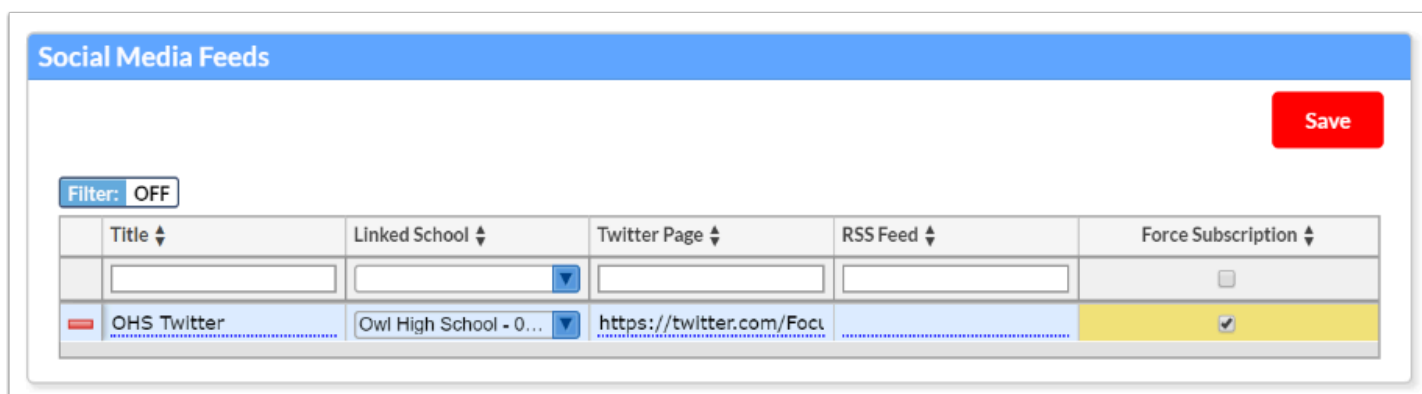 Social Media Feeds
Save
Filter: OFF
Title Linked School Twitter Page RSS Feed Force Subscription
OHS Twitter Owl High School - 0... https://twitter.com/Focu